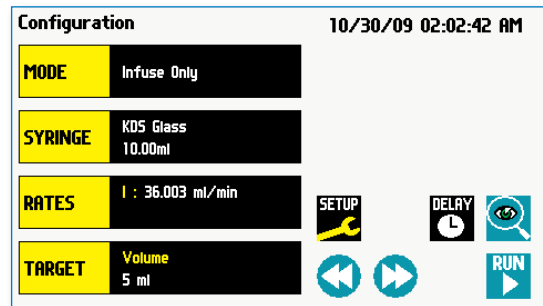 Configuration
10/30/09 02:02:42 AM
MODE
Infuse Only
SYRINGE
KDS Glass
10.00ml
RATES
I : 36.003 ml/min
TARGET
Volume
5 ml
SETUP
DELAY
RUN